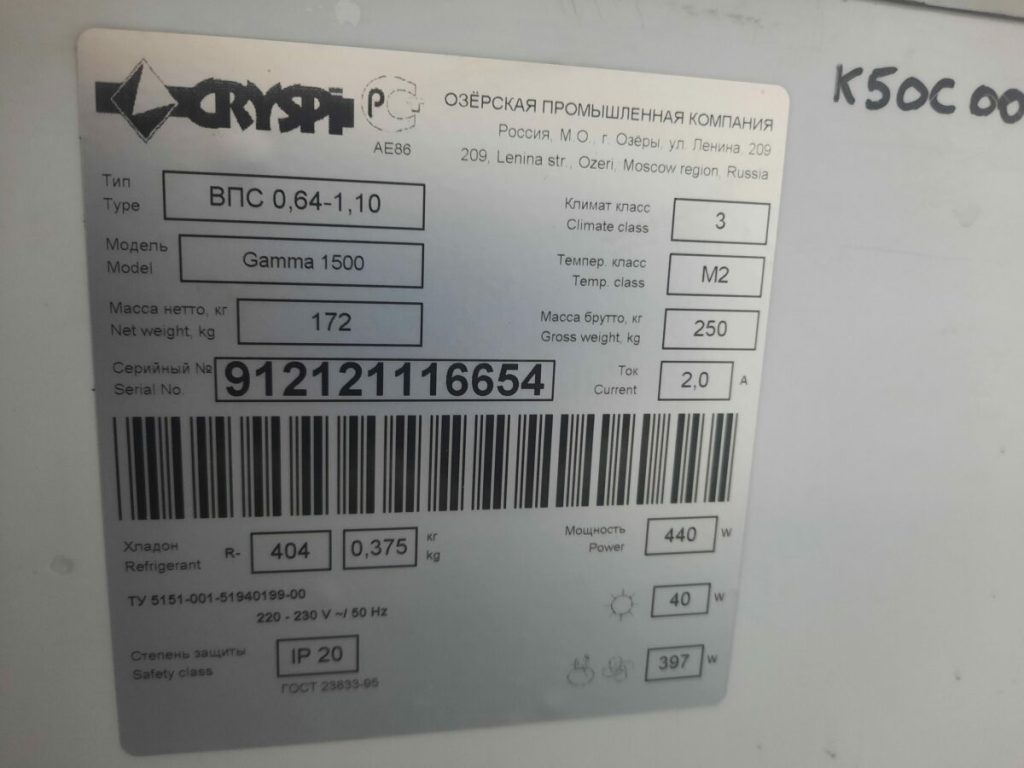 CRYSPI
АЕ86
ОЗЁРСКАЯ ПРОМЫШЛЕННАЯ КОМПАНИЯ
Россия, М.О., г. Озёры, ул. Ленина, 209
209, Lenina str., Ozeri, Moscow region, Russia
K50C 00
Тип
Type
ВПС 0,64-1,10
Климат класс
Climate class
3
Модель
Model
Gamma 1500
Темпер. класс
Temp. class
M2
Масса нетто, кг
Net weight, kg
172
Масса брутто, кг
Gross weight, kg
250
Серийный №
Serial No.
912121116654
Ток
Current
2,0 A
Хладон
Refrigerant
R- 404 0,375 кг
kg
Мощность
Power
440 W
ТУ 5151-001-51940199-00
220 - 230 V ~/ 50 Hz
40 W
Степень защиты
Safety class
IP 20
ГОСТ 23833-95
397 W